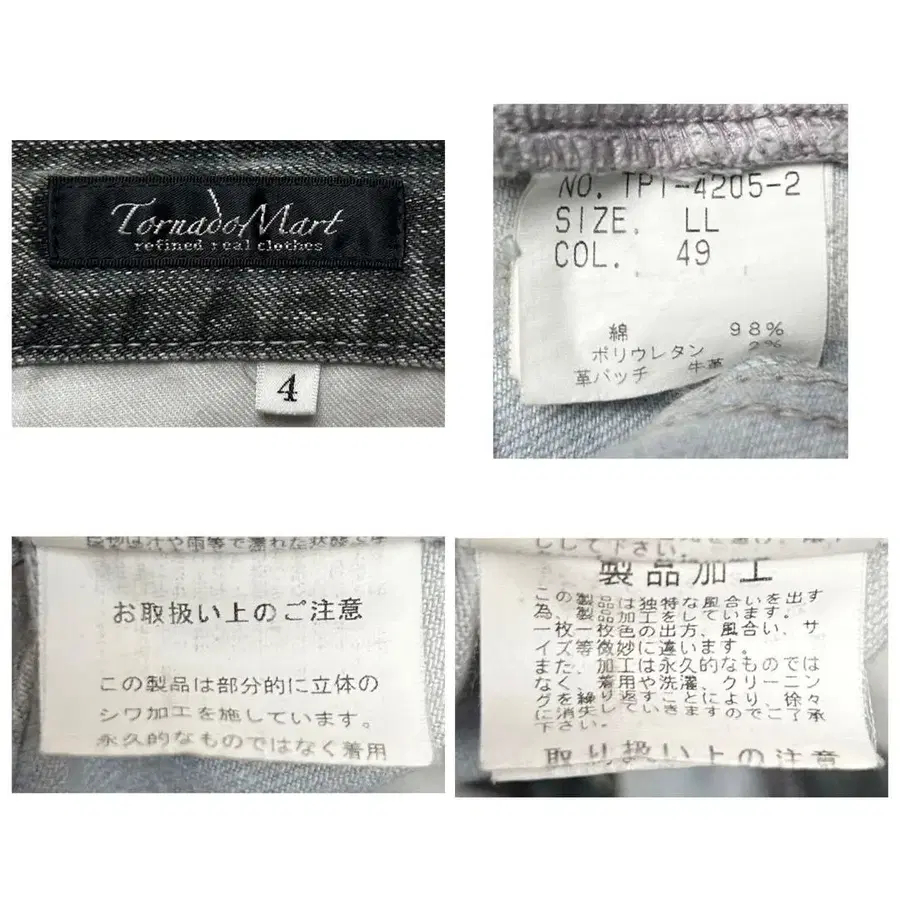 Tornado Mart
refined real clothes
4
NO. TPT-4205-2
SIZE. LL
COL. 49
綿 98%
ポリウレタン 2%
革パッチ 牛革
お取扱い上のご注意
この製品は部分的に立体の
シワ加工を施しています。
永久的なものではなく着用
して下さい。
製品加工
この製品は独特な風合いを出す
為、製品加工をしています。
一枚一枚色の出方、風合い、サ
イズ等微妙に違います。
また、加工は永久的なものでは
なく、着用や洗濯、クリーニン
グを繰り返すことにより、徐々
に消失していきますのでご了承
下さい。
取り扱い上の注意